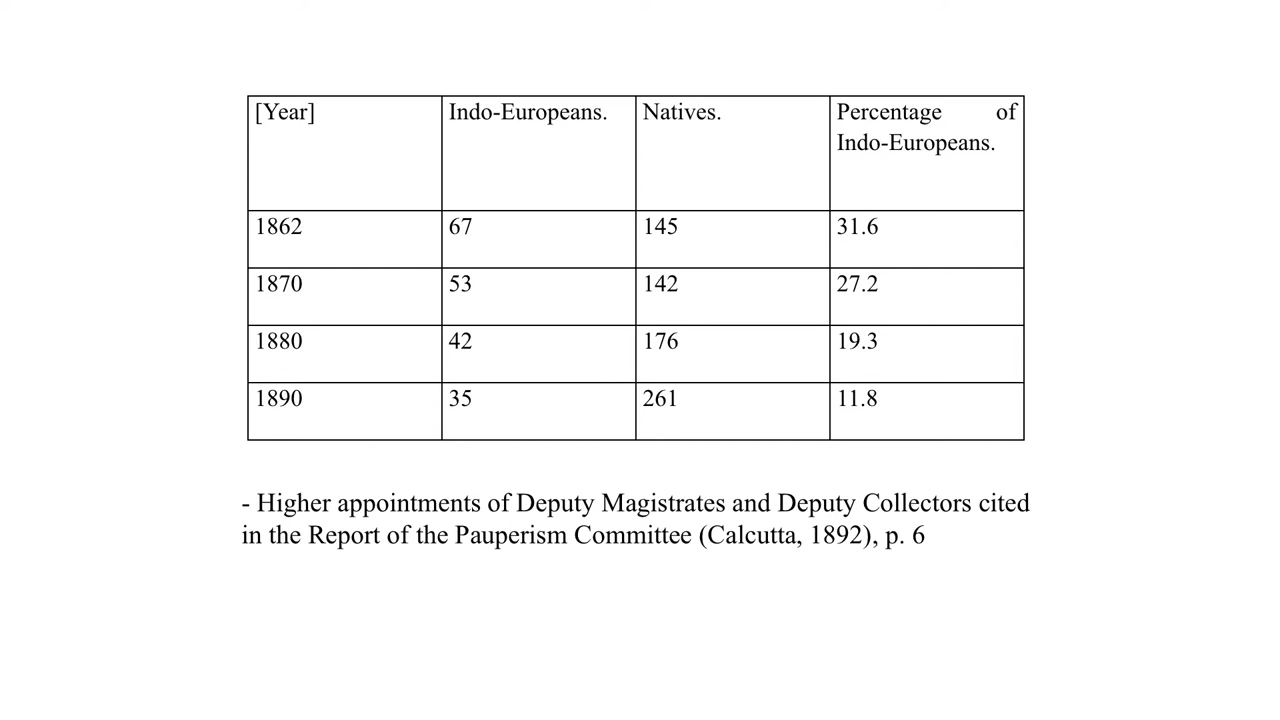 [Year] Indo-Europeans. Natives. Percentage of
Indo-Europeans.
1862 67 145 31.6
1870 53 142 27.2
1880 42 176 19.3
1890 35 261 11.8
- Higher appointments of Deputy Magistrates and Deputy Collectors cited
in the Report of the Pauperism Committee (Calcutta, 1892), p. 6